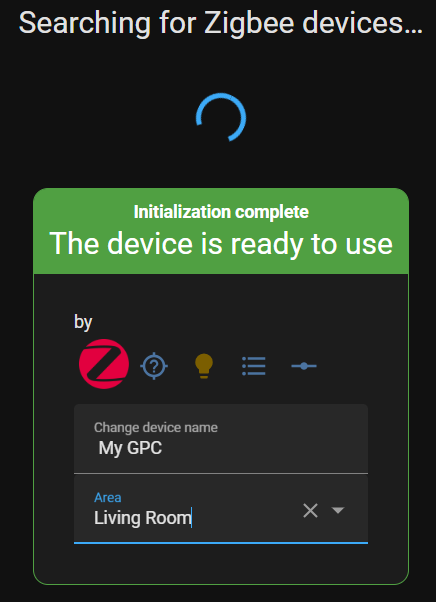 Searching for Zigbee devices...
Initialization complete
The device is ready to use
by
Change device name
My GPC
Area
Living Room